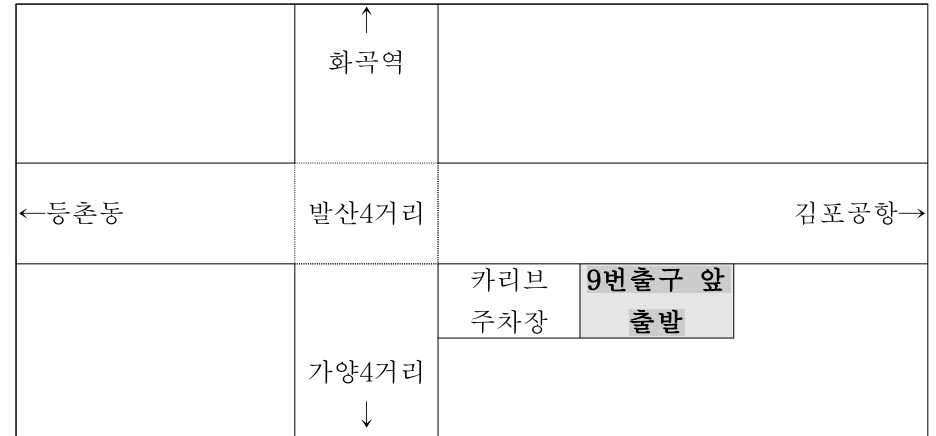 ↑
화곡역
←등촌동
발산4거리
김포공항→
카리브
주차장
9번출구 앞
출발
가양4거리
↓